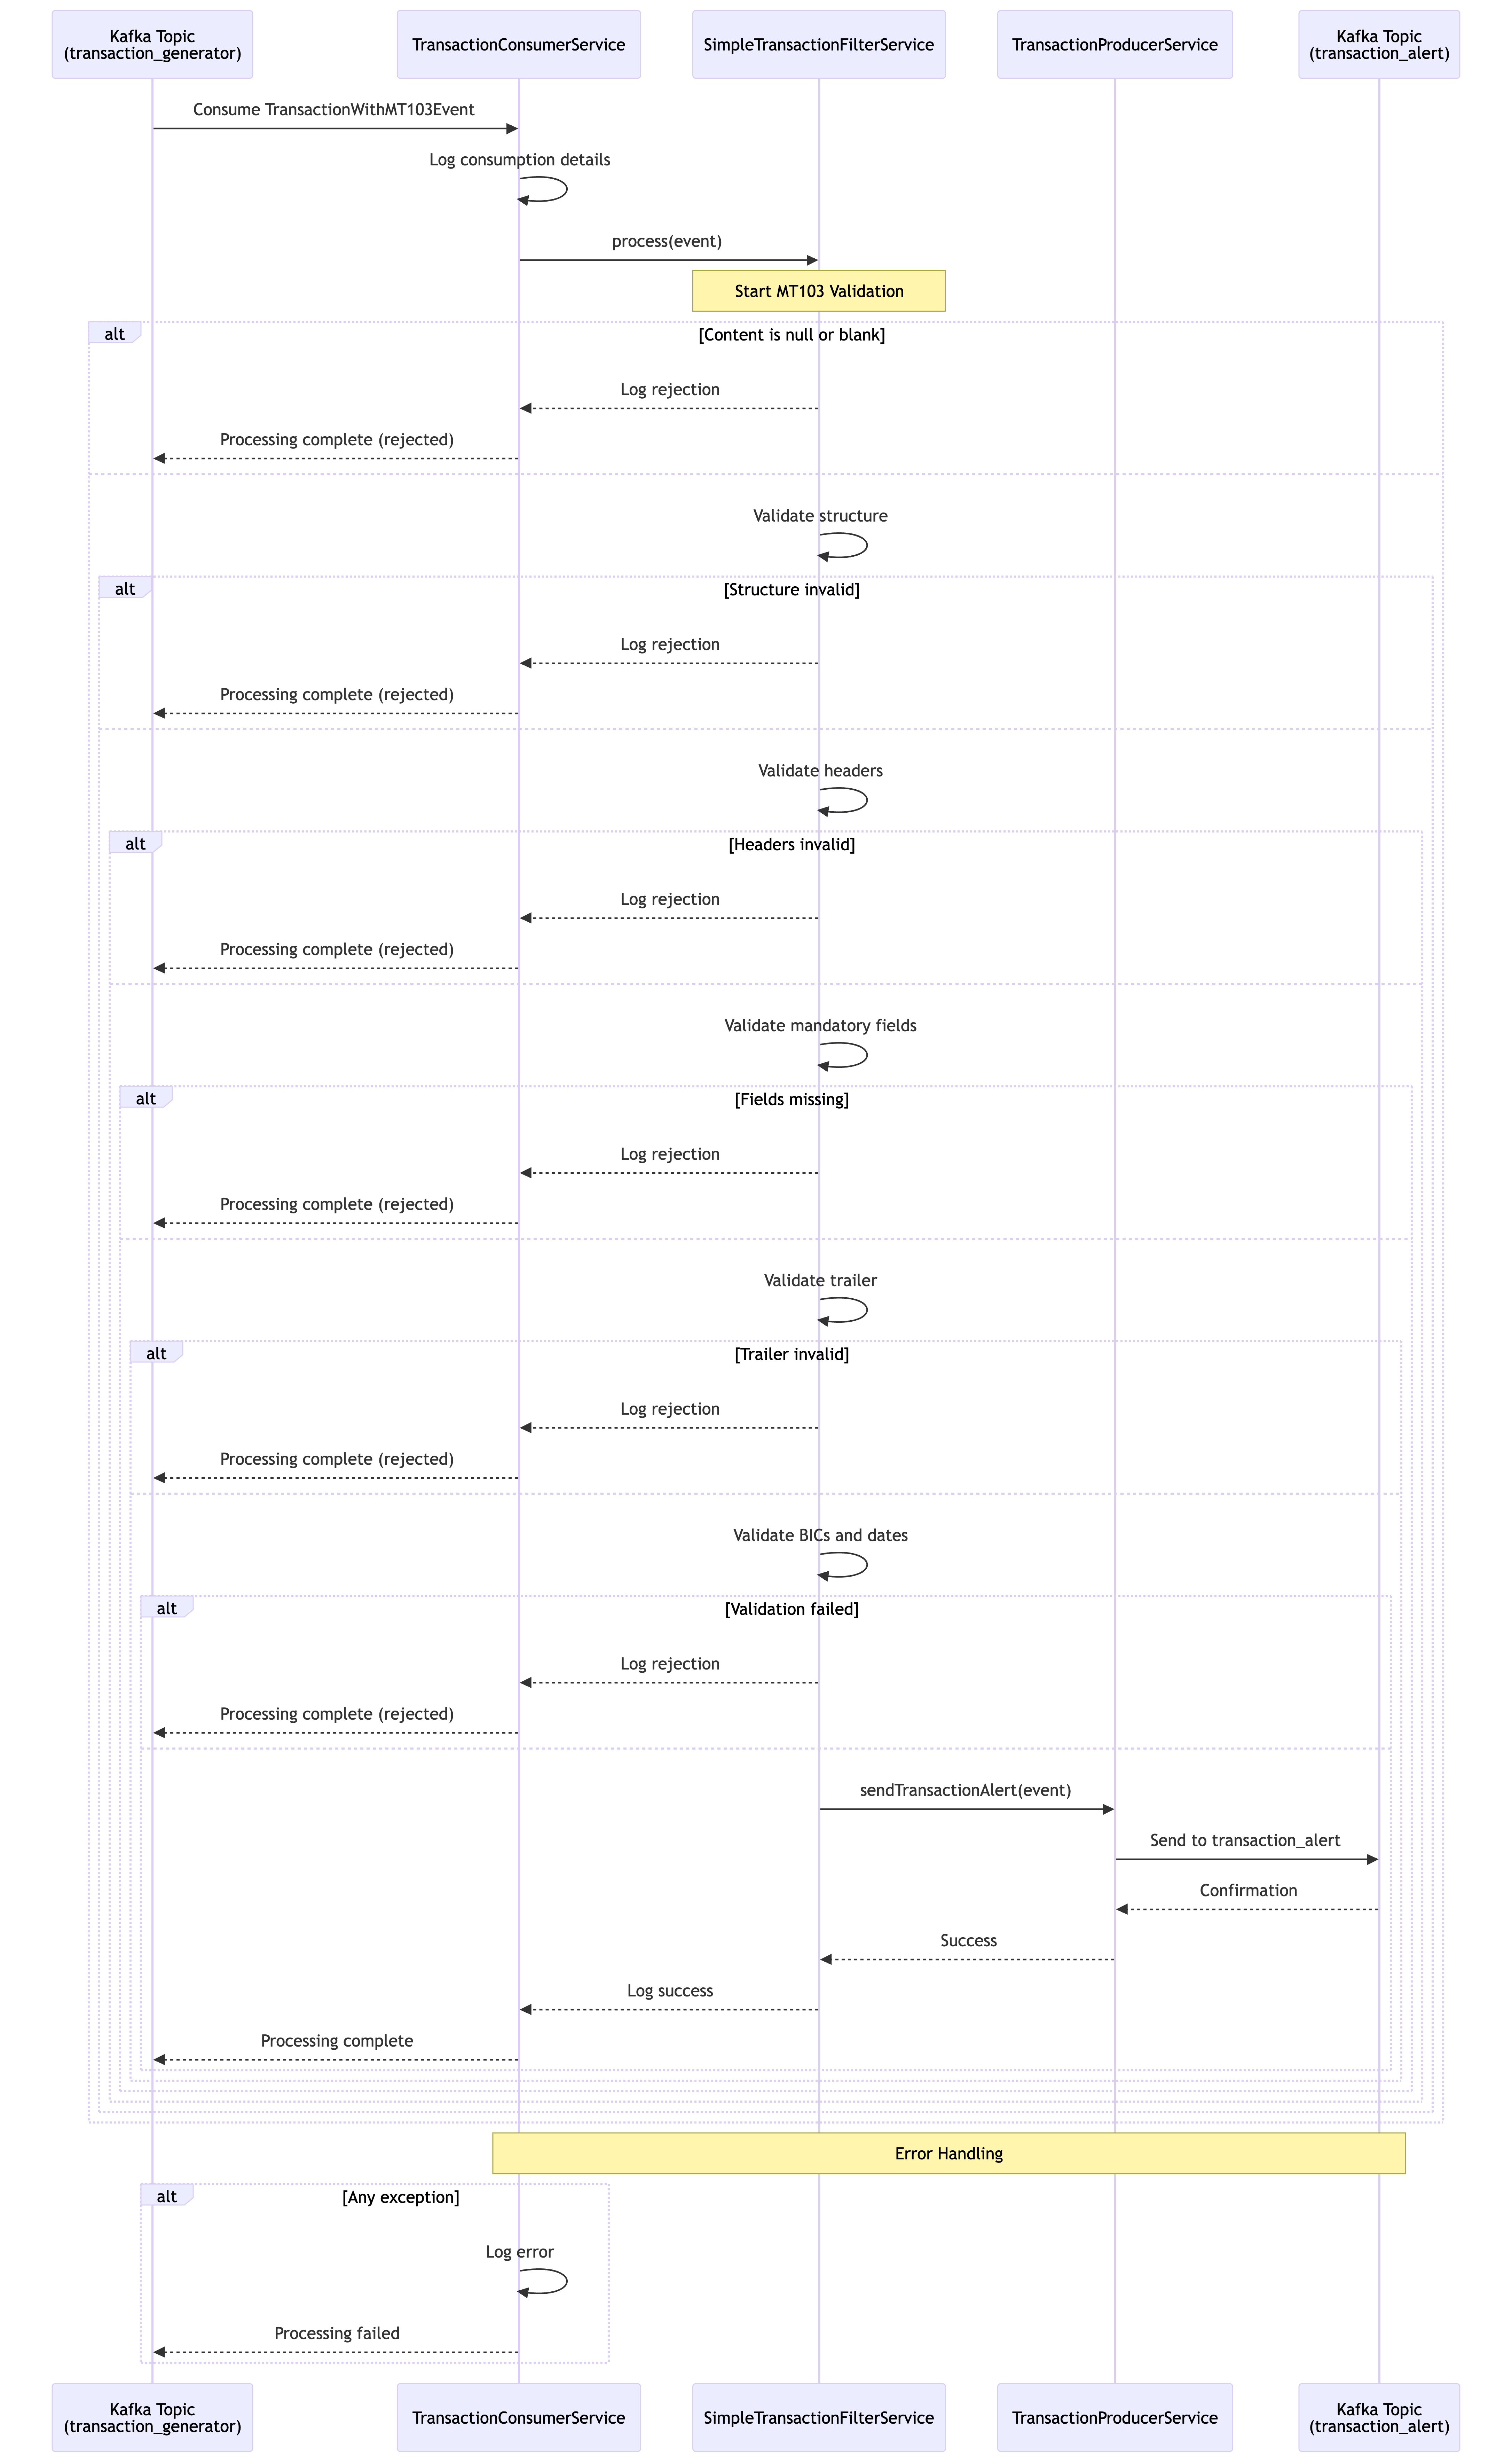 Kafka Topic
(transaction_generator)
TransactionConsumerService
SimpleTransactionFilterService
TransactionProducerService
Kafka Topic
(transaction_alert)
Consume TransactionWithMT103Event
Log consumption details
process(event)
Start MT103 Validation
alt
[Content is null or blank]
Log rejection
Processing complete (rejected)
Validate structure
alt
[Structure invalid]
Log rejection
Processing complete (rejected)
Validate headers
alt
[Headers invalid]
Log rejection
Processing complete (rejected)
Validate mandatory fields
alt
[Fields missing]
Log rejection
Processing complete (rejected)
Validate trailer
alt
[Trailer invalid]
Log rejection
Processing complete (rejected)
Validate BICs and dates
alt
[Validation failed]
Log rejection
Processing complete (rejected)
sendTransactionAlert(event)
Send to transaction_alert
Confirmation
Success
Log success
Processing complete
Error Handling
alt
[Any exception]
Log error
Processing failed
Kafka Topic
(transaction_generator)
TransactionConsumerService
SimpleTransactionFilterService
TransactionProducerService
Kafka Topic
(transaction_alert)